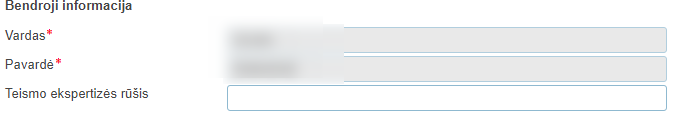 Bendroji informacija
Vardas*
Pavardė*
Teismo ekspertizės rūšis